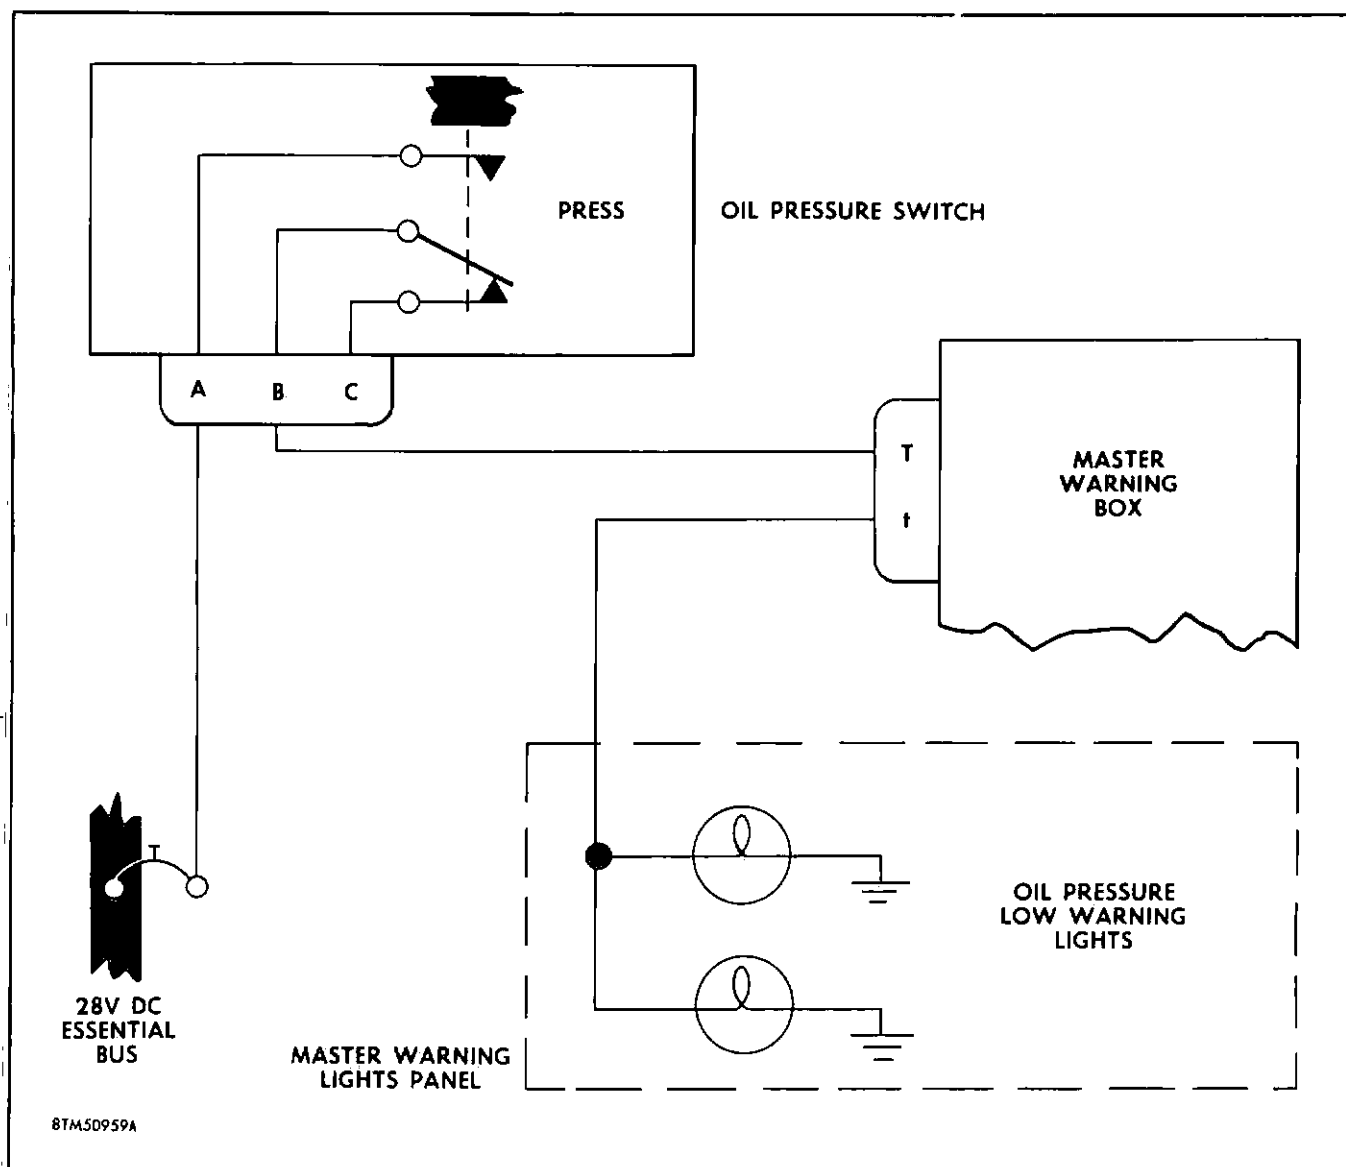 PRESS
OIL PRESSURE SWITCH
A B C
T
MASTER
WARNING
BOX
t
T
28V DC
ESSENTIAL
BUS
OIL PRESSURE
LOW WARNING
LIGHTS
MASTER WARNING
LIGHTS PANEL
8TM50959A